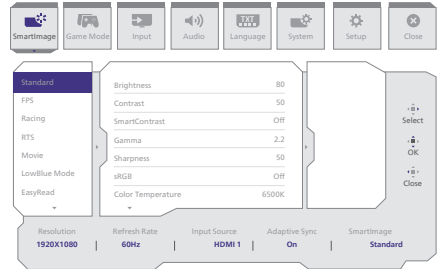 TXT
SmartImage
Game Mode
Input
Audio
Language
System
Setup
Close
Standard
FPS
Racing
RTS
Movie
LowBlue Mode
EasyRead
Brightness 80
Contrast 50
SmartContrast Off
Gamma 2.2
Sharpness 50
sRGB Off
Color Temperature 6500K
Select
OK
Close
Resolution Refresh Rate Input Source Adaptive Sync SmartImage
1920X1080 | 60Hz | HDMI 1 | On | Standard